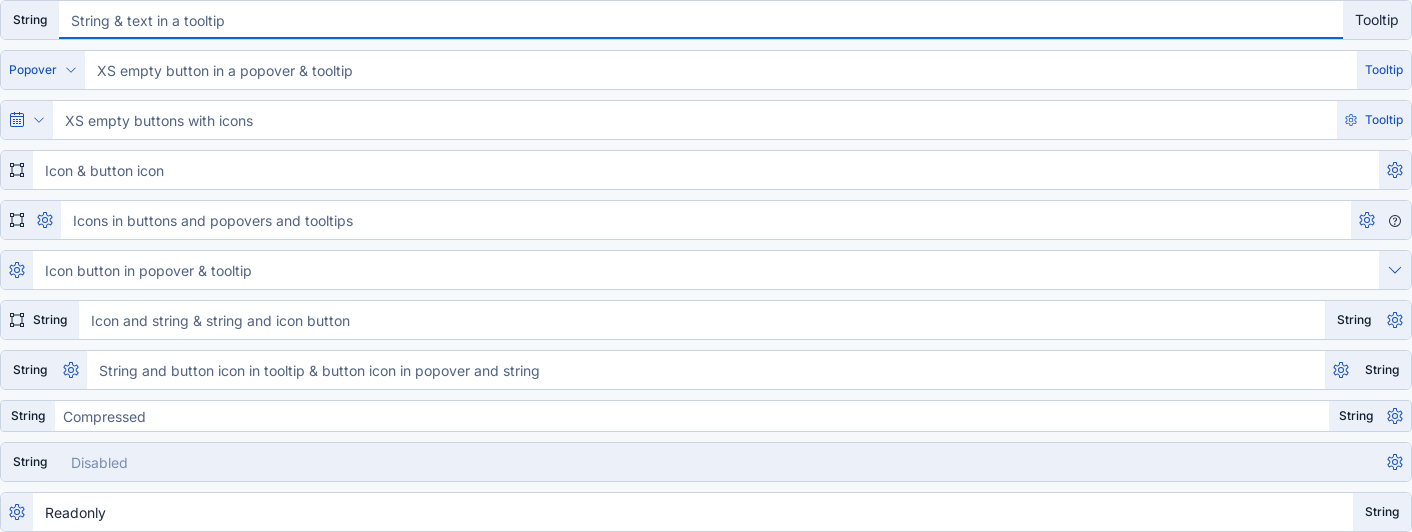 String String & text in a tooltip Tooltip
Popover XS empty button in a popover & tooltip Tooltip
XS empty buttons with icons Tooltip
Icon & button icon
Icons in buttons and popovers and tooltips
Icon button in popover & tooltip
String Icon and string & string and icon button String
String String and button icon in tooltip & button icon in popover and string String
String Compressed String
String Disabled
Readonly String